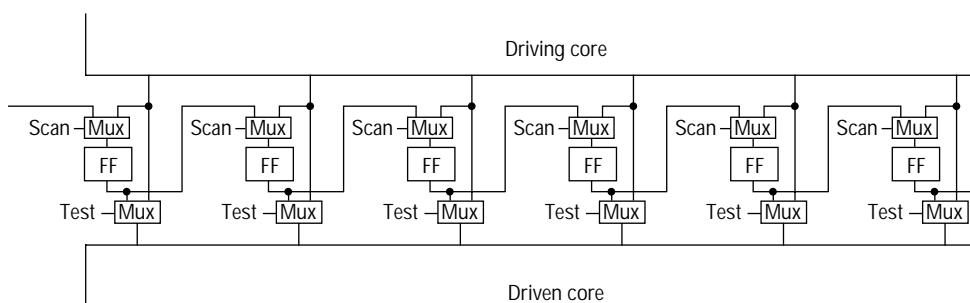 Driving core
Scan Mux Scan Mux Scan Mux Scan Mux Scan Mux Scan Mux
FF FF FF FF FF FF
Test Mux Test Mux Test Mux Test Mux Test Mux Test Mux
Driven core